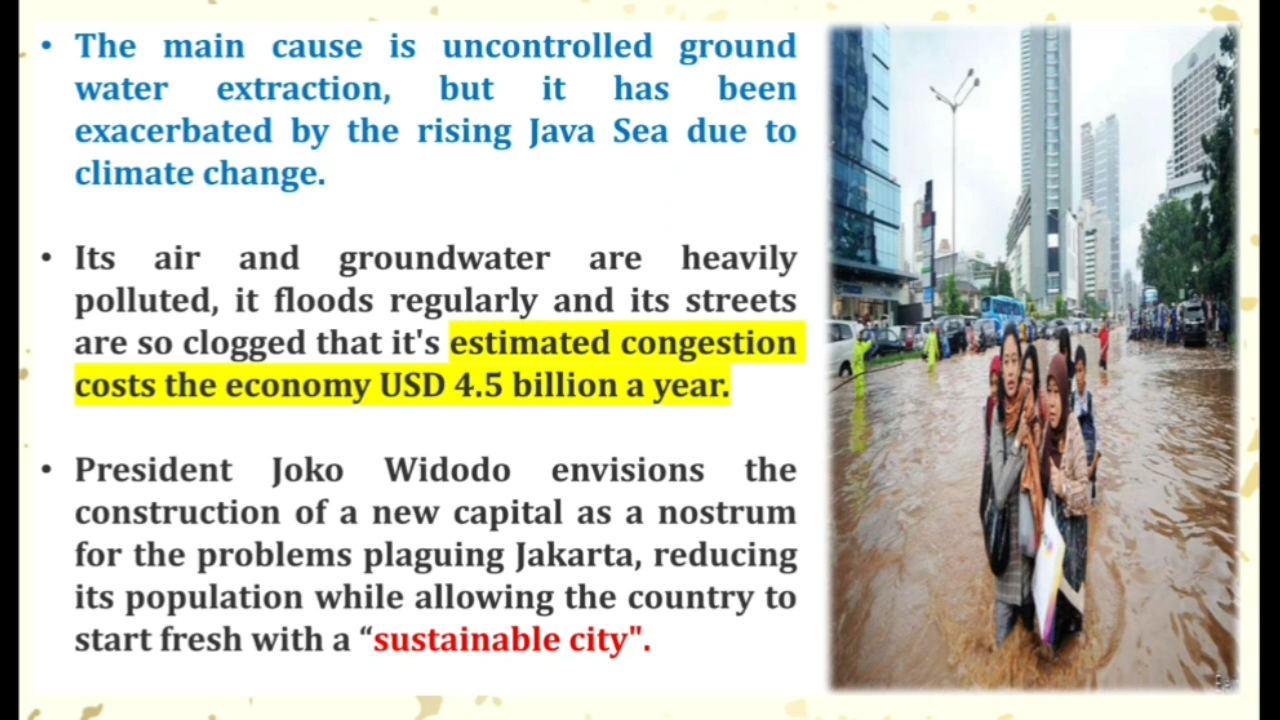 • The main cause is uncontrolled ground
water extraction, but it has been
exacerbated by the rising Java Sea due to
climate change.
• Its air and groundwater are heavily
polluted, it floods regularly and its streets
are so clogged that it's estimated congestion
costs the economy USD 4.5 billion a year.
• President Joko Widodo envisions the
construction of a new capital as a nostrum
for the problems plaguing Jakarta, reducing
its population while allowing the country to
start fresh with a “sustainable city".